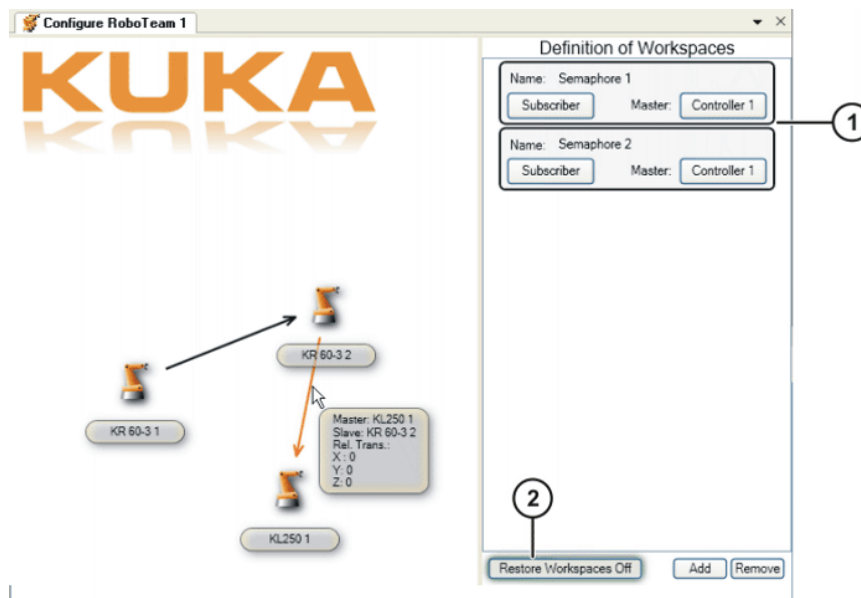 Configure RoboTeam 1
KUKA
Definition of Workspaces
Name: Semaphore 1
Subscriber Master: Controller 1
1
Name: Semaphore 2
Subscriber Master: Controller 1
KR 60-3 2
KR 60-3 1
Master: KL250 1
Slave: KR 60-3 2
Rel. Trans.:
X : 0
Y: 0
Z: 0
KL250 1
2
Restore Workspaces Off Add Remove